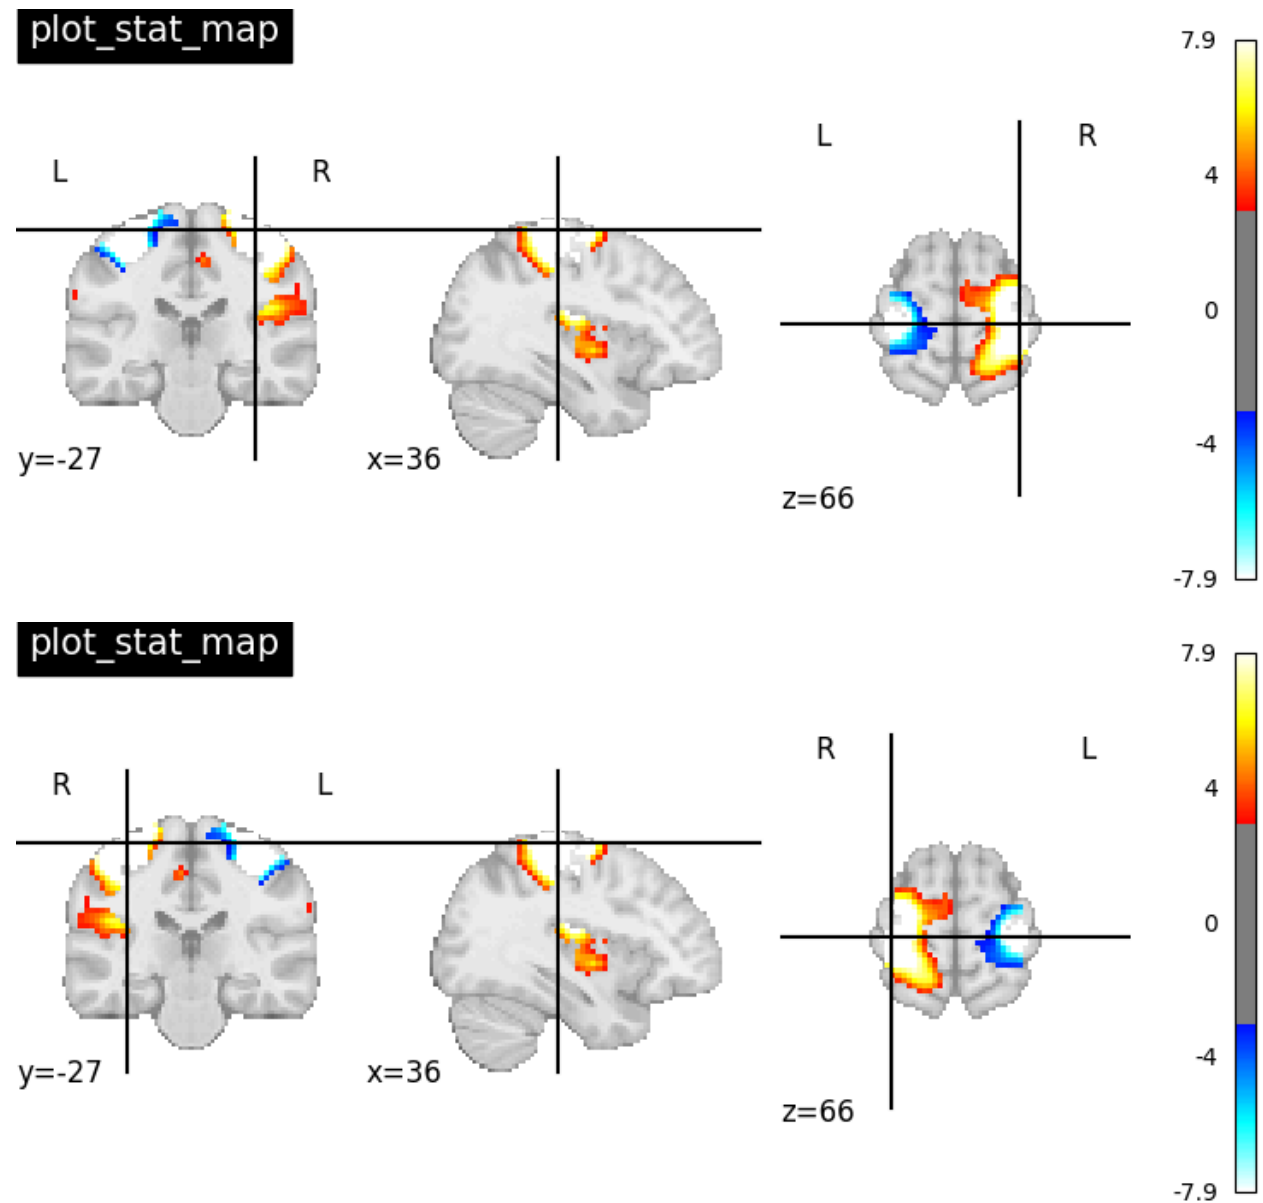 plot_stat_map
7.9
L
R
L
R
4
0
-4
y=-27
x=36
z=66
-7.9
plot_stat_map
7.9
R
L
R
L
4
0
-4
y=-27
x=36
z=66
-7.9